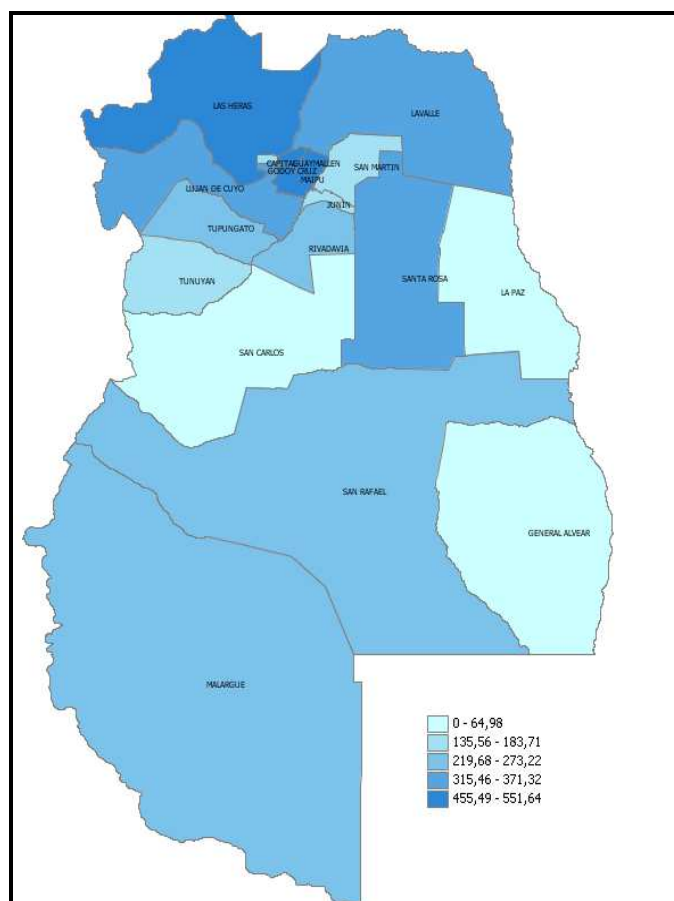 LAS HERAS
LAVALLE
CAPITAL GUAYMALLEN
SAN MARTIN
GODOY CRUZ
MAIPU
LUJAN DE CUYO
JUNIN
TUPUNGATO
RIVADAVIA
TUNUYAN
SANTA ROSA
LA PAZ
SAN CARLOS
SAN RAFAEL
GENERAL ALVEAR
MALARGUE
0 - 64,98
135,56 - 183,71
219,68 - 273,22
315,46 - 371,32
455,49 - 551,64